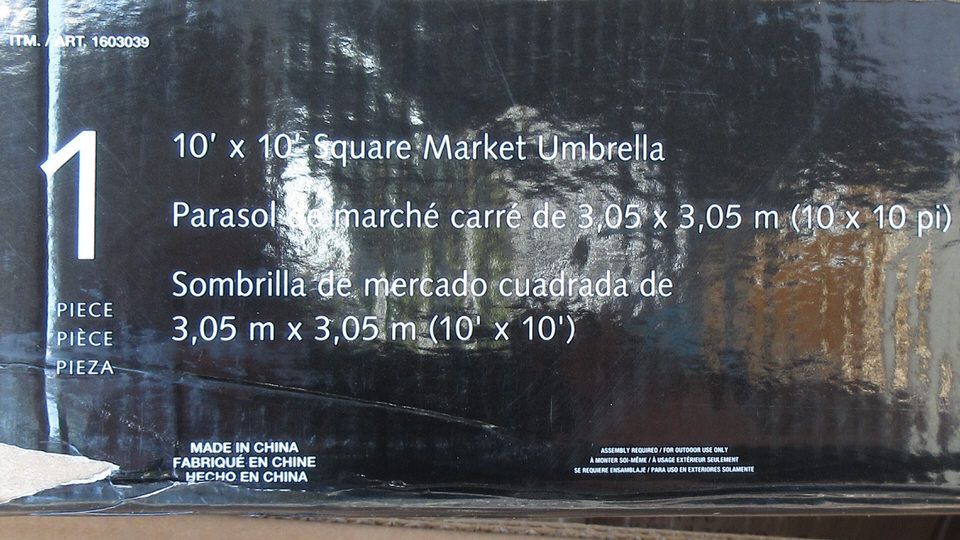 ITM. / ART. 1603039
1
PIECE
PIÈCE
PIEZA
10' x 10' Square Market Umbrella
Parasol de marché carré de 3,05 x 3,05 m (10 x 10 pi)
Sombrilla de mercado cuadrada de
3,05 m x 3,05 m (10' x 10')
MADE IN CHINA
FABRIQUÉ EN CHINE
HECHO EN CHINA
ASSEMBLY REQUIRED / FOR OUTDOOR USE ONLY
À MONTER SOI-MÊME / À USAGE EXTÉRIEUR SEULEMENT
SE REQUIERE ENSAMBLAJE / PARA USO EN EXTERIORES SOLAMENTE